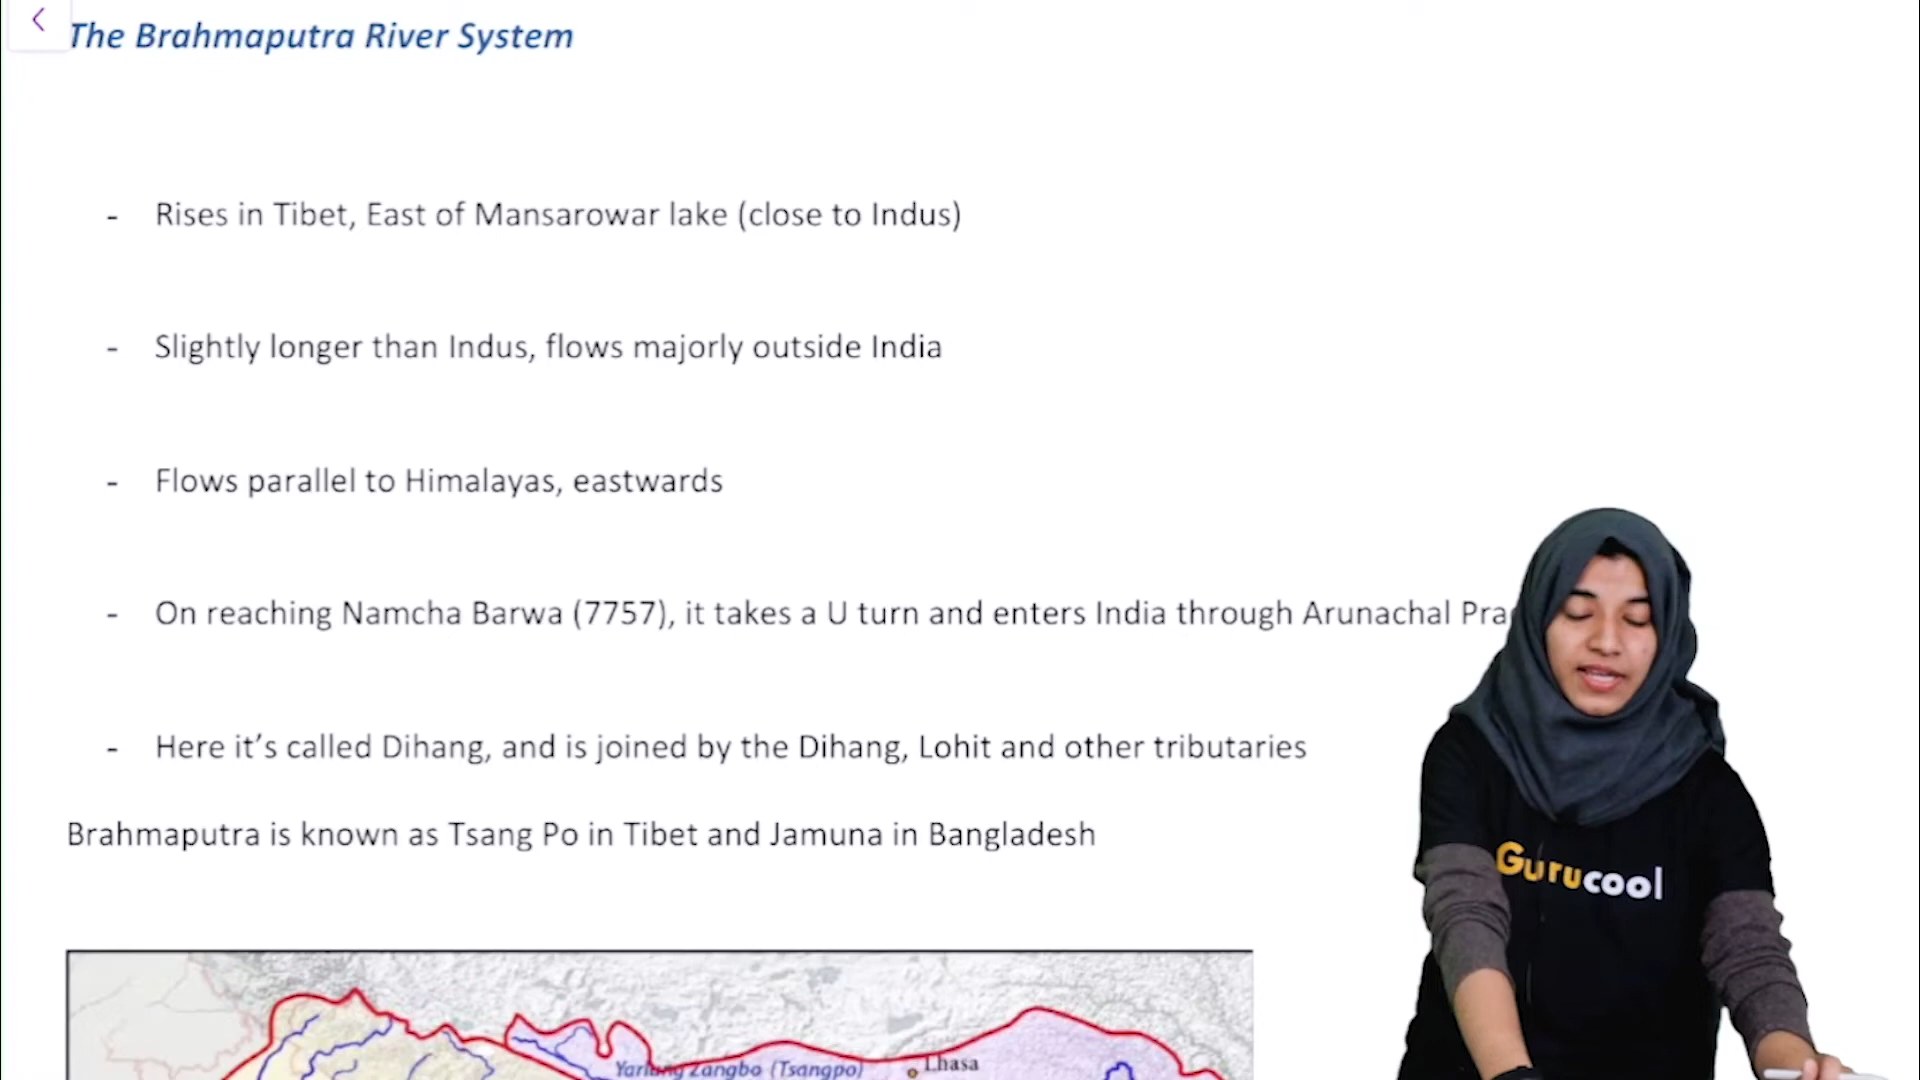 The Brahmaputra River System
- Rises in Tibet, East of Mansarowar lake (close to Indus)
- Slightly longer than Indus, flows majorly outside India
- Flows parallel to Himalayas, eastwards
- On reaching Namcha Barwa (7757), it takes a U turn and enters India through Arunachal Pra
- Here it's called Dihang, and is joined by the Dihang, Lohit and other tributaries
Brahmaputra is known as Tsang Po in Tibet and Jamuna in Bangladesh
Gurucool
Yarlung Zangbo (Tsangpo)
Lhasa